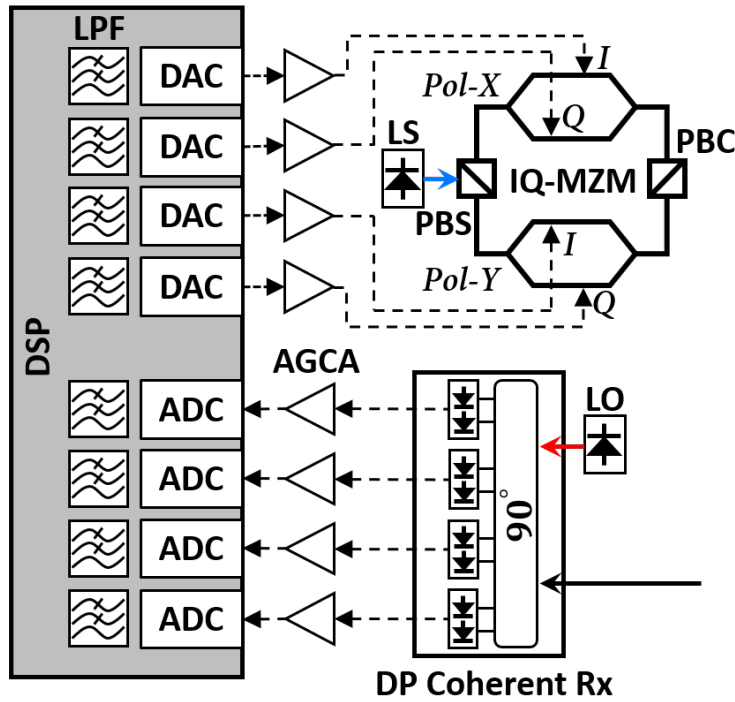 LPF
DAC
DAC
DAC
DAC
DSP
I
Pol-X
Q
LS
PBC
IQ-MZM
PBS
I
Pol-Y
Q
AGCA
ADC
ADC
ADC
ADC
LO
90°
DP Coherent Rx